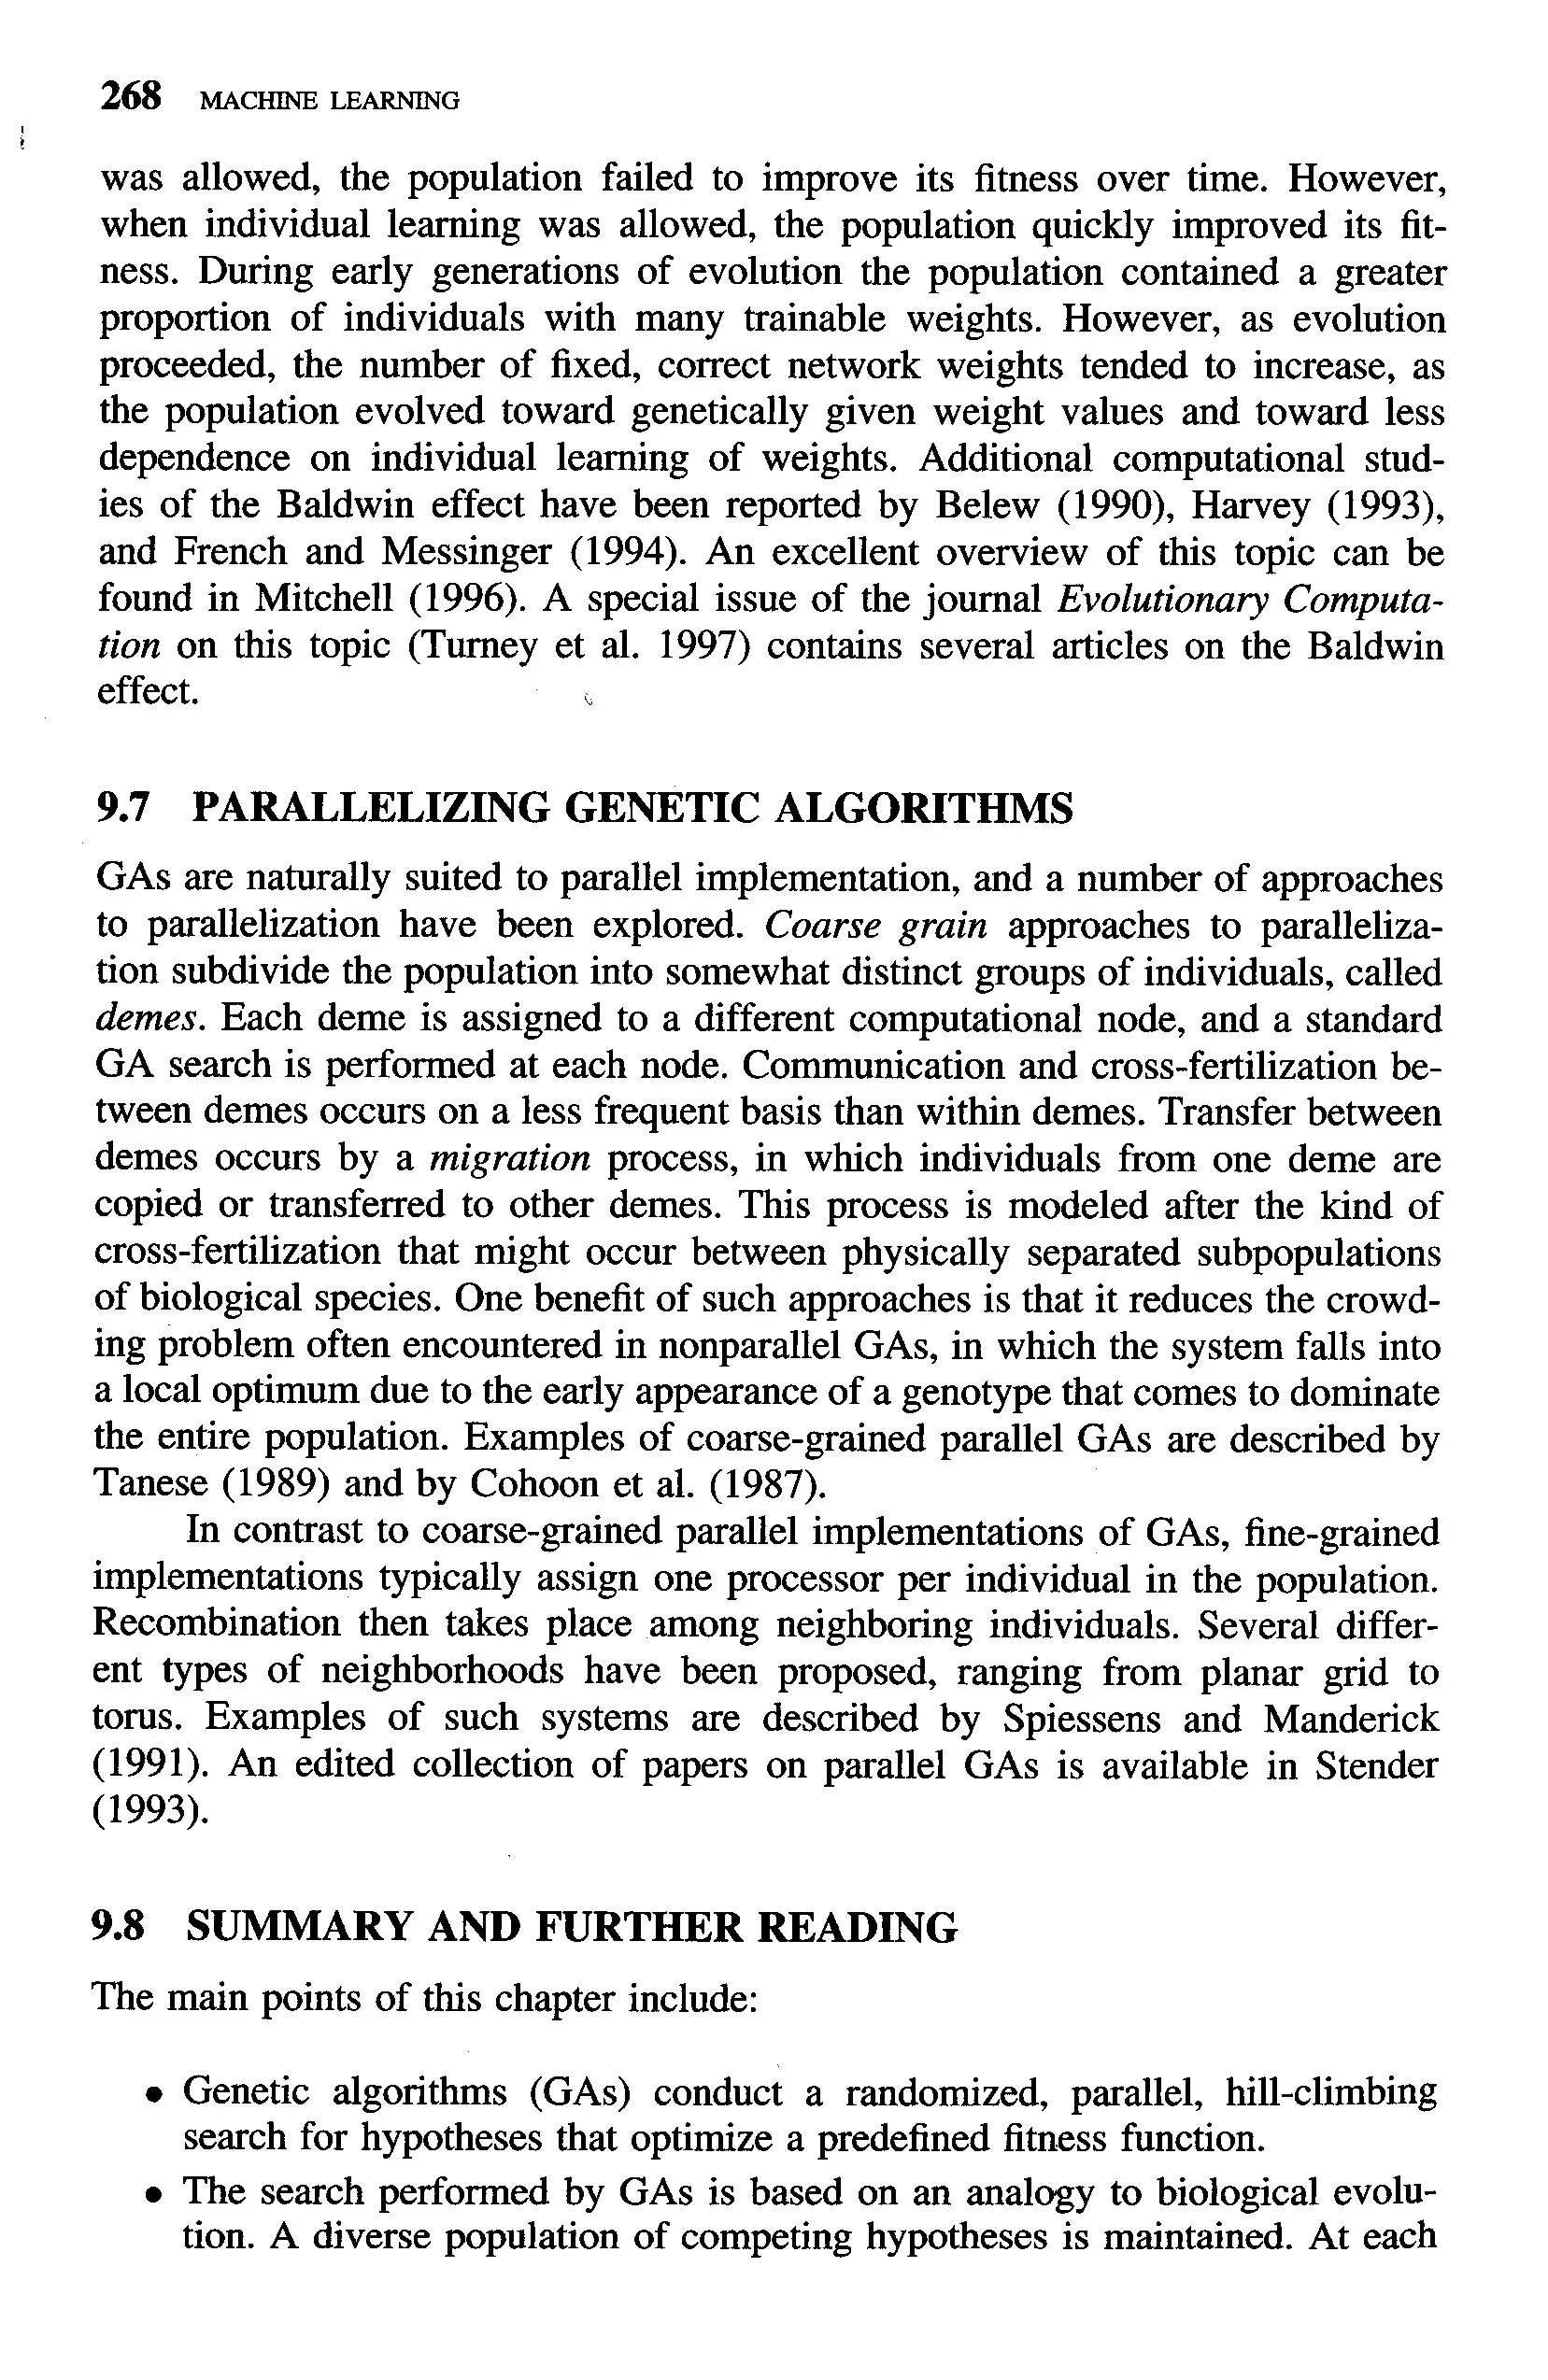 268 MACHINE LEARNING
was allowed, the population failed to improve its fitness over time. However,
when individual learning was allowed, the population quickly improved its fit-
ness. During early generations of evolution the population contained a greater
proportion of individuals with many trainable weights. However, as evolution
proceeded, the number of fixed, correct network weights tended to increase, as
the population evolved toward genetically given weight values and toward less
dependence on individual learning of weights. Additional computational stud-
ies of the Baldwin effect have been reported by Belew (1990), Harvey (1993),
and French and Messinger (1994). An excellent overview of this topic can be
found in Mitchell (1996). A special issue of the journal Evolutionary Computa-
tion on this topic (Turney et al. 1997) contains several articles on the Baldwin
effect.
9.7 PARALLELIZING GENETIC ALGORITHMS
GAs are naturally suited to parallel implementation, and a number of approaches
to parallelization have been explored. Coarse grain approaches to paralleliza-
tion subdivide the population into somewhat distinct groups of individuals, called
demes. Each deme is assigned to a different computational node, and a standard
GA search is performed at each node. Communication and cross-fertilization be-
tween demes occurs on a less frequent basis than within demes. Transfer between
demes occurs by a migration process, in which individuals from one deme are
copied or transferred to other demes. This process is modeled after the kind of
cross-fertilization that might occur between physically separated subpopulations
of biological species. One benefit of such approaches is that it reduces the crowd-
ing problem often encountered in nonparallel GAs, in which the system falls into
a local optimum due to the early appearance of a genotype that comes to dominate
the entire population. Examples of coarse-grained parallel GAs are described by
Tanese (1989) and by Cohoon et al. (1987).
In contrast to coarse-grained parallel implementations of GAs, fine-grained
implementations typically assign one processor per individual in the population.
Recombination then takes place among neighboring individuals. Several differ-
ent types of neighborhoods have been proposed, ranging from planar grid to
torus. Examples of such systems are described by Spiessens and Manderick
(1991). An edited collection of papers on parallel GAs is available in Stender
(1993).
9.8 SUMMARY AND FURTHER READING
The main points of this chapter include:
• Genetic algorithms (GAs) conduct a randomized, parallel, hill-climbing
search for hypotheses that optimize a predefined fitness function.
• The search performed by GAs is based on an analogy to biological evolu-
tion. A diverse population of competing hypotheses is maintained. At each